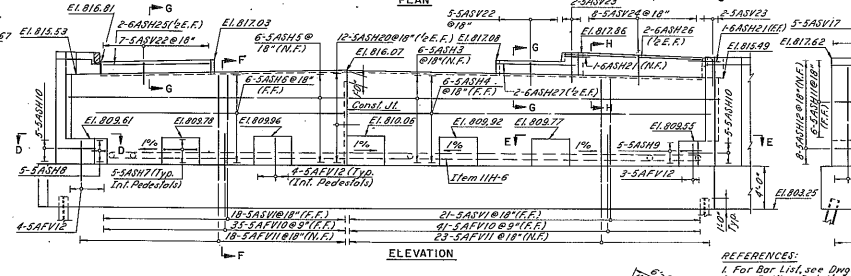 PLAN
El. 816.81
2-6ASH25(½E.F.)
7-5ASV22@18"
El. 817.03
El. 815.53
67
G
G
F
6-5ASH5@
18"(N.F.)
12-5ASH20@18"(½E.F.)
El. 816.07
6-5ASH3
@18"(N.F.)
El. 817.08
5-5ASV22
@18"
G
G
2-5ASV23
8-5ASV24@18"
El. 817.86
H
H
2-6ASH26
(½E.F.)
1-6ASH21(N.F.)
2-6ASH27(½E.F.)
2-5ASV23
1-6ASH21(F.F.)
El. 815.49
5-5ASV17
El. 817.62
6-5ASH6@18"
(F.F.)
6-5ASH4
@18"(F.F.)
Const. Jt.
5-5ASH10
5-5ASH10
8-5ASH12@18"(N.F.)
(F.F.)
El. 809.61
El. 809.78
El. 809.96
El. 810.06
El. 809.92
El. 809.77
El. 809.55
D
D
E
E
1%
1%
1%
1%
5-5ASH8
5-5ASH7(Typ.
Int. Pedestals)
4-5AFV12(Typ.
(Int. Pedestals)
Item 11H-6
5-5ASH9
3-5AFV12
4'-9"
El. 803.25
1'-0"
Typ.
4-5AFV12
18-5ASV1@18"(F.F.)
35-5AFV10@9"(F.F.)
18-5AFV11@18"(N.F.)
21-5ASV1@18"(F.F.)
41-5AFV10@9"(F.F.)
23-5AFV11@18"(N.F.)
F
ELEVATION
REFERENCES:
1. For Bar List, see Dwg